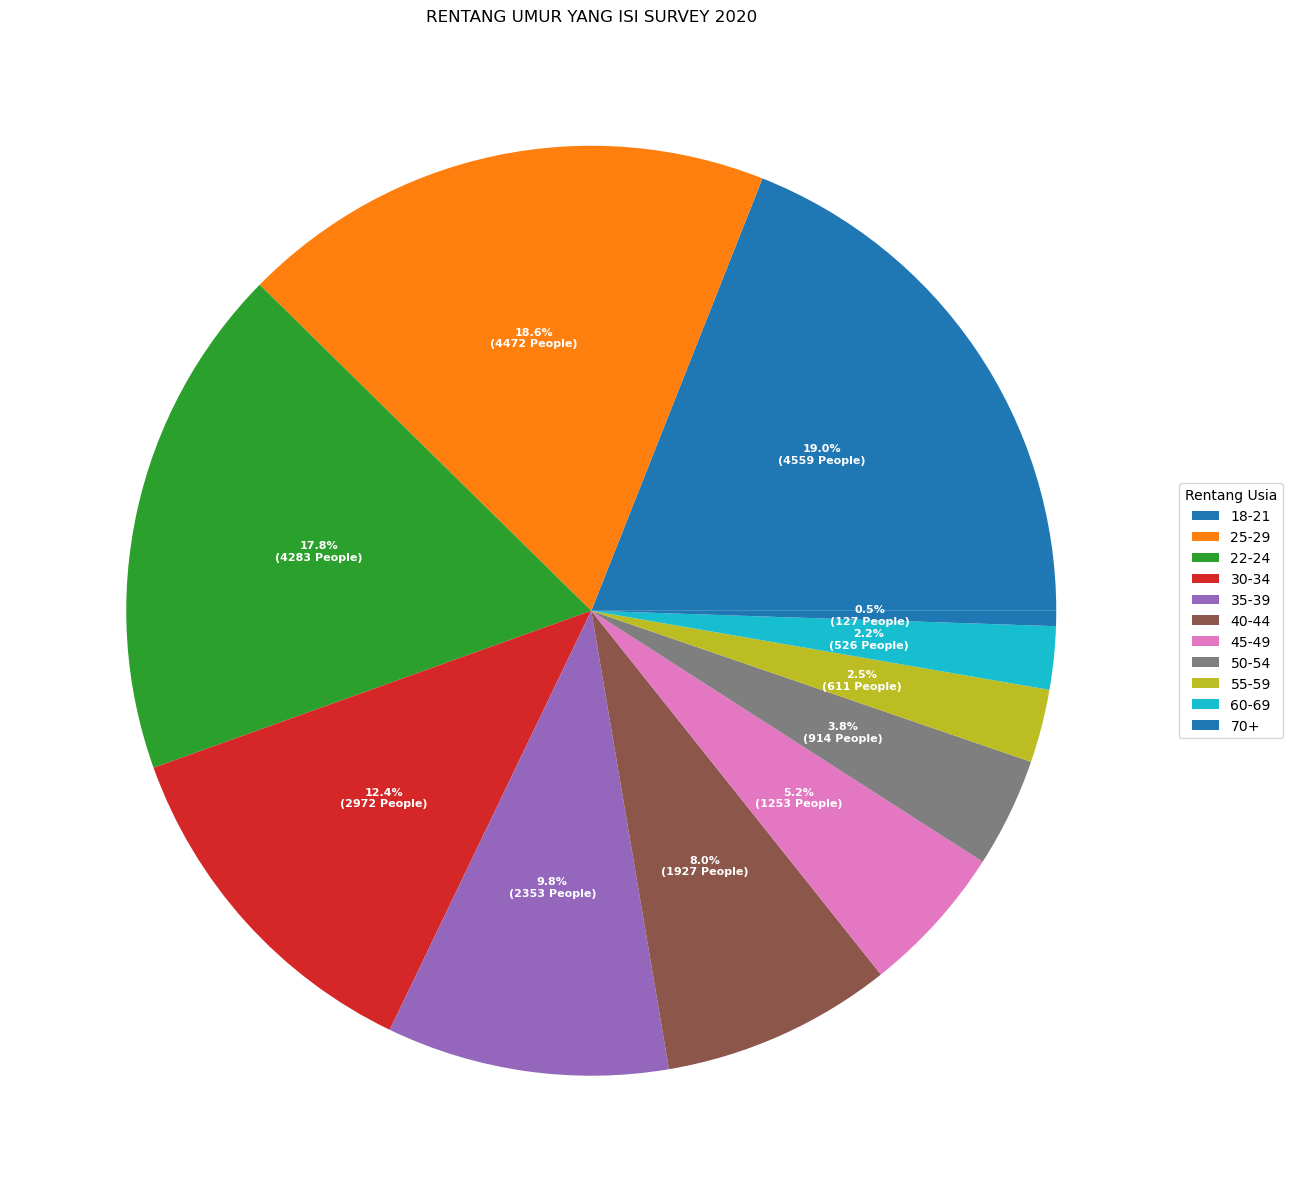 RENTANG UMUR YANG ISI SURVEY 2020
18.6%
(4472 People)
19.0%
(4559 People)
17.8%
(4283 People)
0.5%
(127 People)
2.2%
(526 People)
2.5%
(611 People)
3.8%
(914 People)
12.4%
(2972 People)
5.2%
(1253 People)
9.8%
(2353 People)
8.0%
(1927 People)
Rentang Usia
18-21
25-29
22-24
30-34
35-39
40-44
45-49
50-54
55-59
60-69
70+